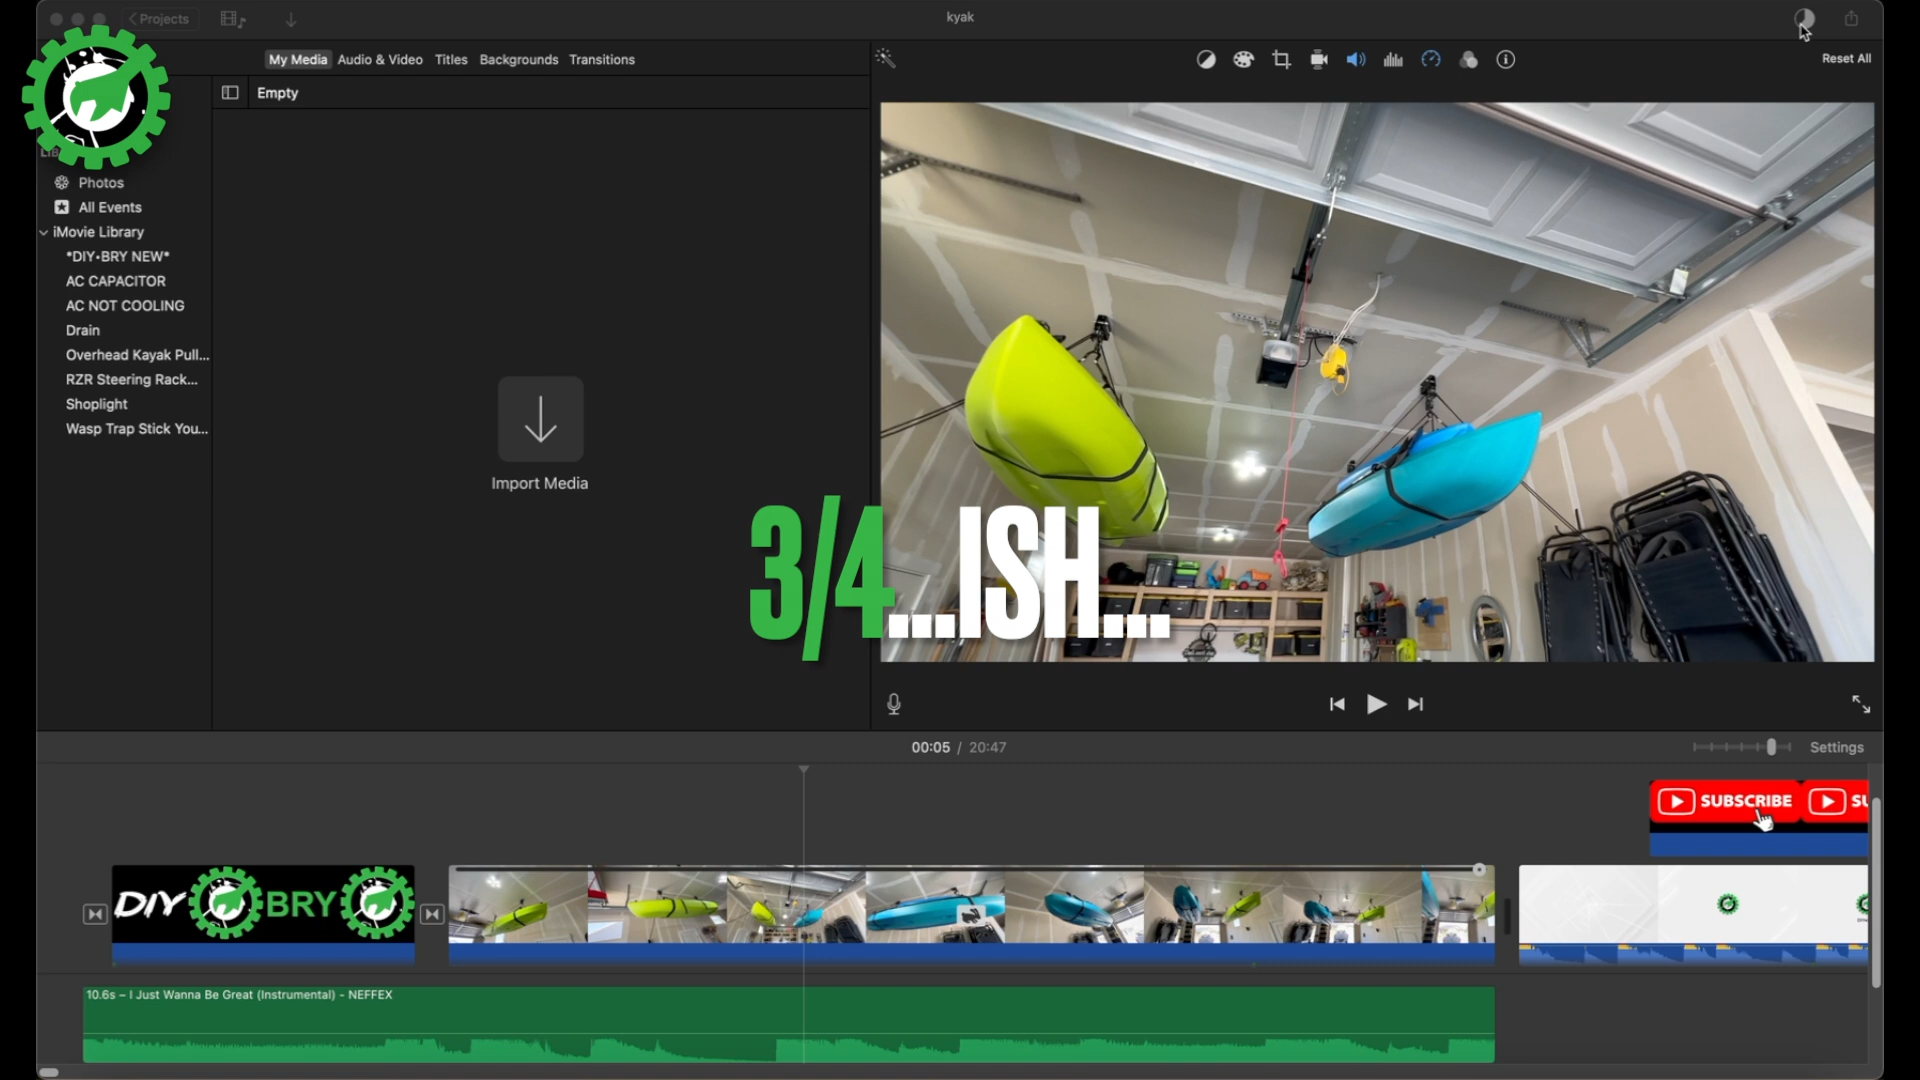 Projects
kyak
My Media Audio & Video Titles Backgrounds Transitions
Reset All
Empty
Photos
All Events
iMovie Library
*DIY•BRY NEW*
AC CAPACITOR
AC NOT COOLING
Drain
Overhead Kayak Pull...
RZR Steering Rack...
Shoplight
Wasp Trap Stick You...
Import Media
3/4...ISH...
00:05 / 20:47
Settings
SUBSCRIBE
SU
DIY BRY
10.6s – I Just Wanna Be Great (Instrumental) - NEFFEX